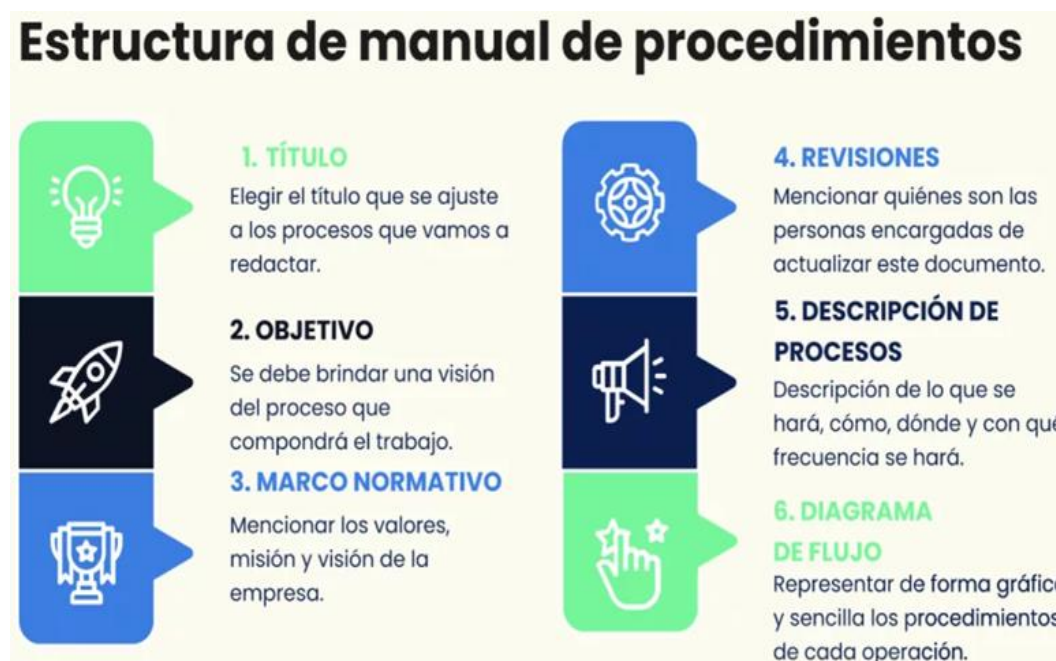 Estructura de manual de procedimientos
1. TÍTULO
Elegir el título que se ajuste
a los procesos que vamos a
redactar.
2. OBJETIVO
Se debe brindar una visión
del proceso que
compondrá el trabajo.
3. MARCO NORMATIVO
Mencionar los valores,
misión y visión de la
empresa.
4. REVISIONES
Mencionar quiénes son las
personas encargadas de
actualizar este documento.
5. DESCRIPCIÓN DE
PROCESOS
Descripción de lo que se
hará, cómo, dónde y con qué
frecuencia se hará.
6. DIAGRAMA
DE FLUJO
Representar de forma gráfica
y sencilla los procedimientos
de cada operación.